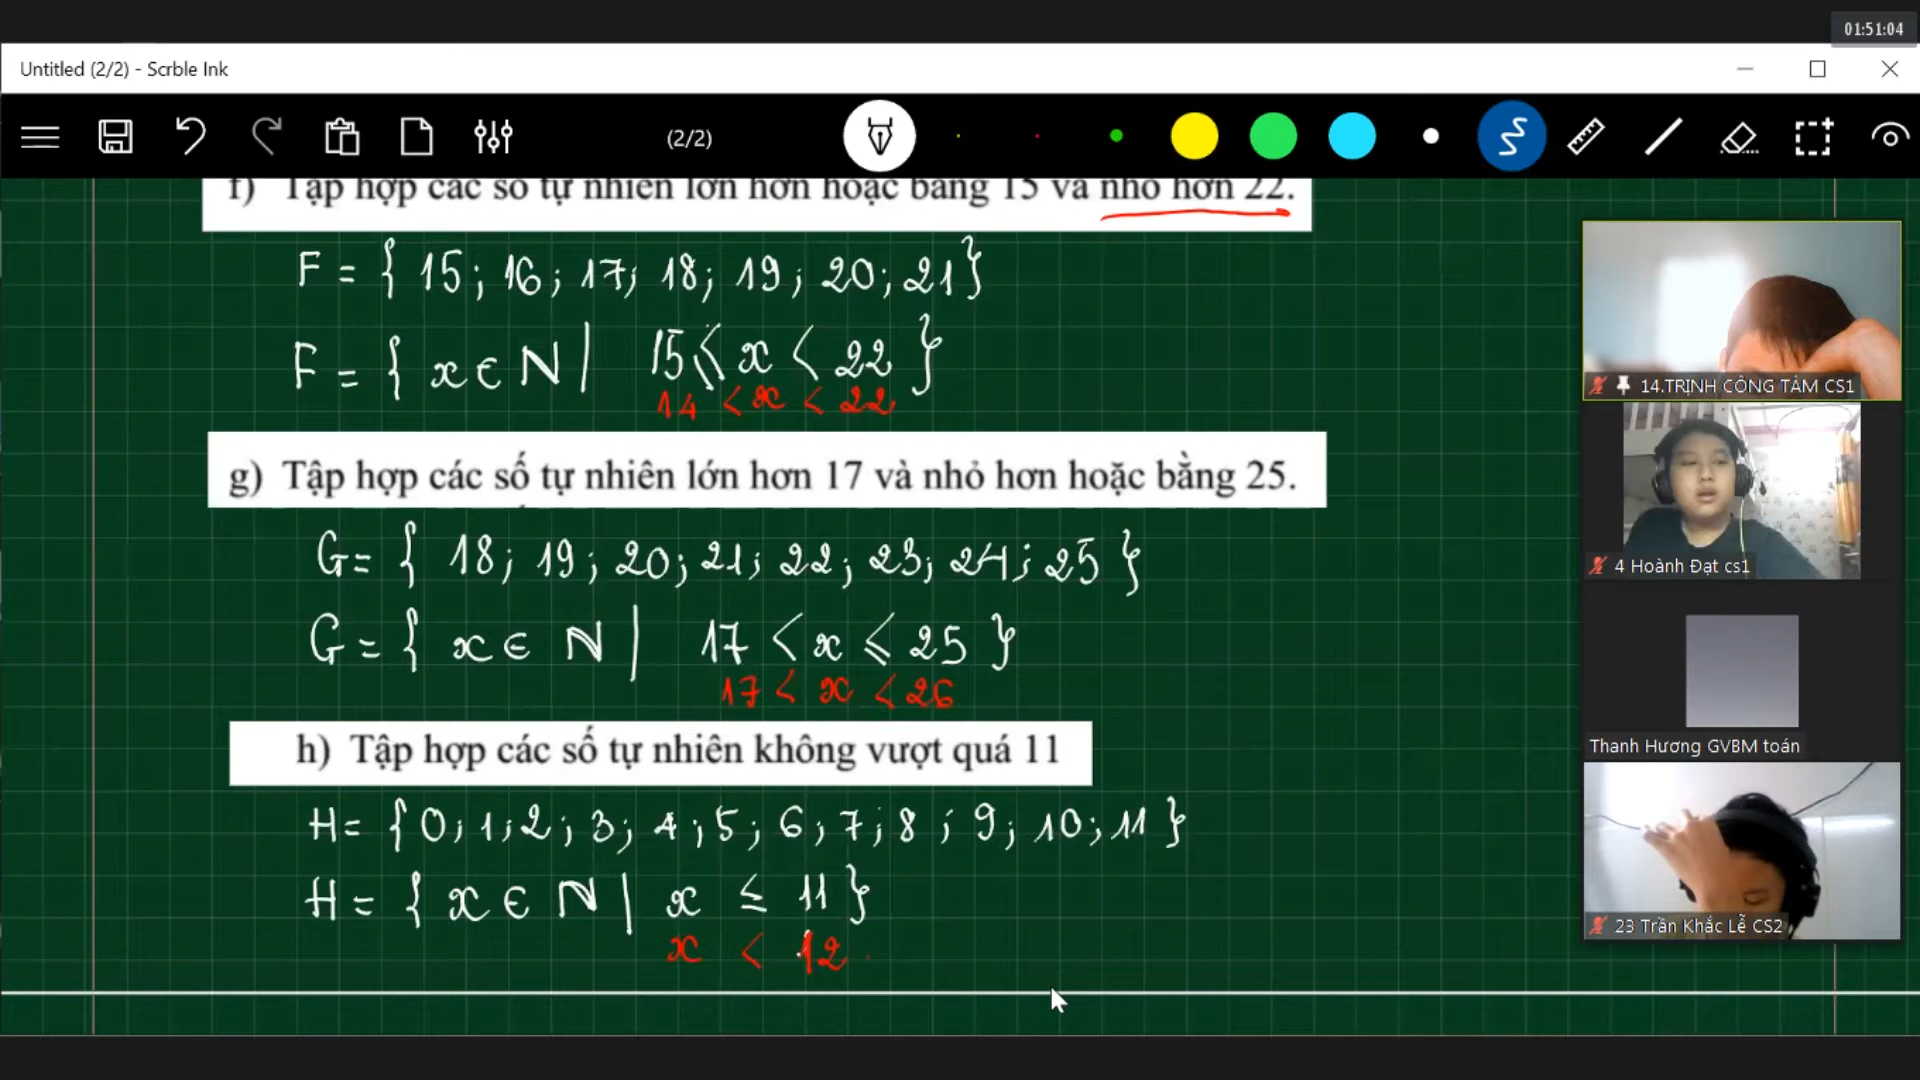 01:51:04
Untitled (2/2) - Scrble Ink
(2/2)
f) Tập hợp các số tự nhiên lớn hơn hoặc bằng 15 và nhỏ hơn 22.
F = { 15; 16; 17; 18; 19; 20; 21}
F = { x ∈ N | 15 ⩽ x < 22 }
14 < x < 22
g) Tập hợp các số tự nhiên lớn hơn 17 và nhỏ hơn hoặc bằng 25.
G = { 18; 19; 20; 21; 22; 23; 24; 25 }
G = { x ∈ N | 17 < x ⩽ 25 }
17 < x < 26
h) Tập hợp các số tự nhiên không vượt quá 11
H = { 0; 1; 2; 3; 4; 5; 6; 7; 8; 9; 10; 11 }
H = { x ∈ N | x ≤ 11 }
x < 12
14.TRỊNH CÔNG TÂM CS1
4 Hoành Đạt cs1
Thanh Hương GVBM toán
23 Trần Khắc Lễ CS2